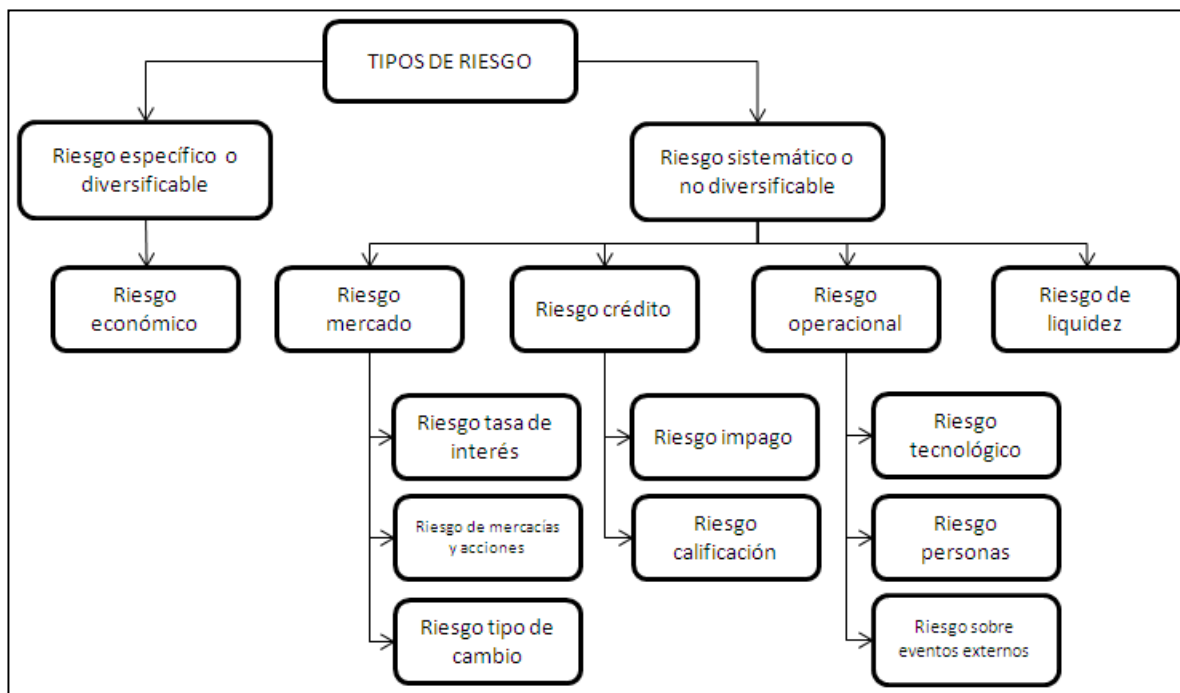 TIPOS DE RIESGO
Riesgo específico o
diversificable
Riesgo sistemático o
no diversificable
Riesgo
económico
Riesgo
mercado
Riesgo crédito
Riesgo
operacional
Riesgo de
liquidez
Riesgo tasa de
interés
Riesgo de mercacías
y acciones
Riesgo tipo de
cambio
Riesgo impago
Riesgo
calificación
Riesgo
tecnológico
Riesgo
personas
Riesgo sobre
eventos externos